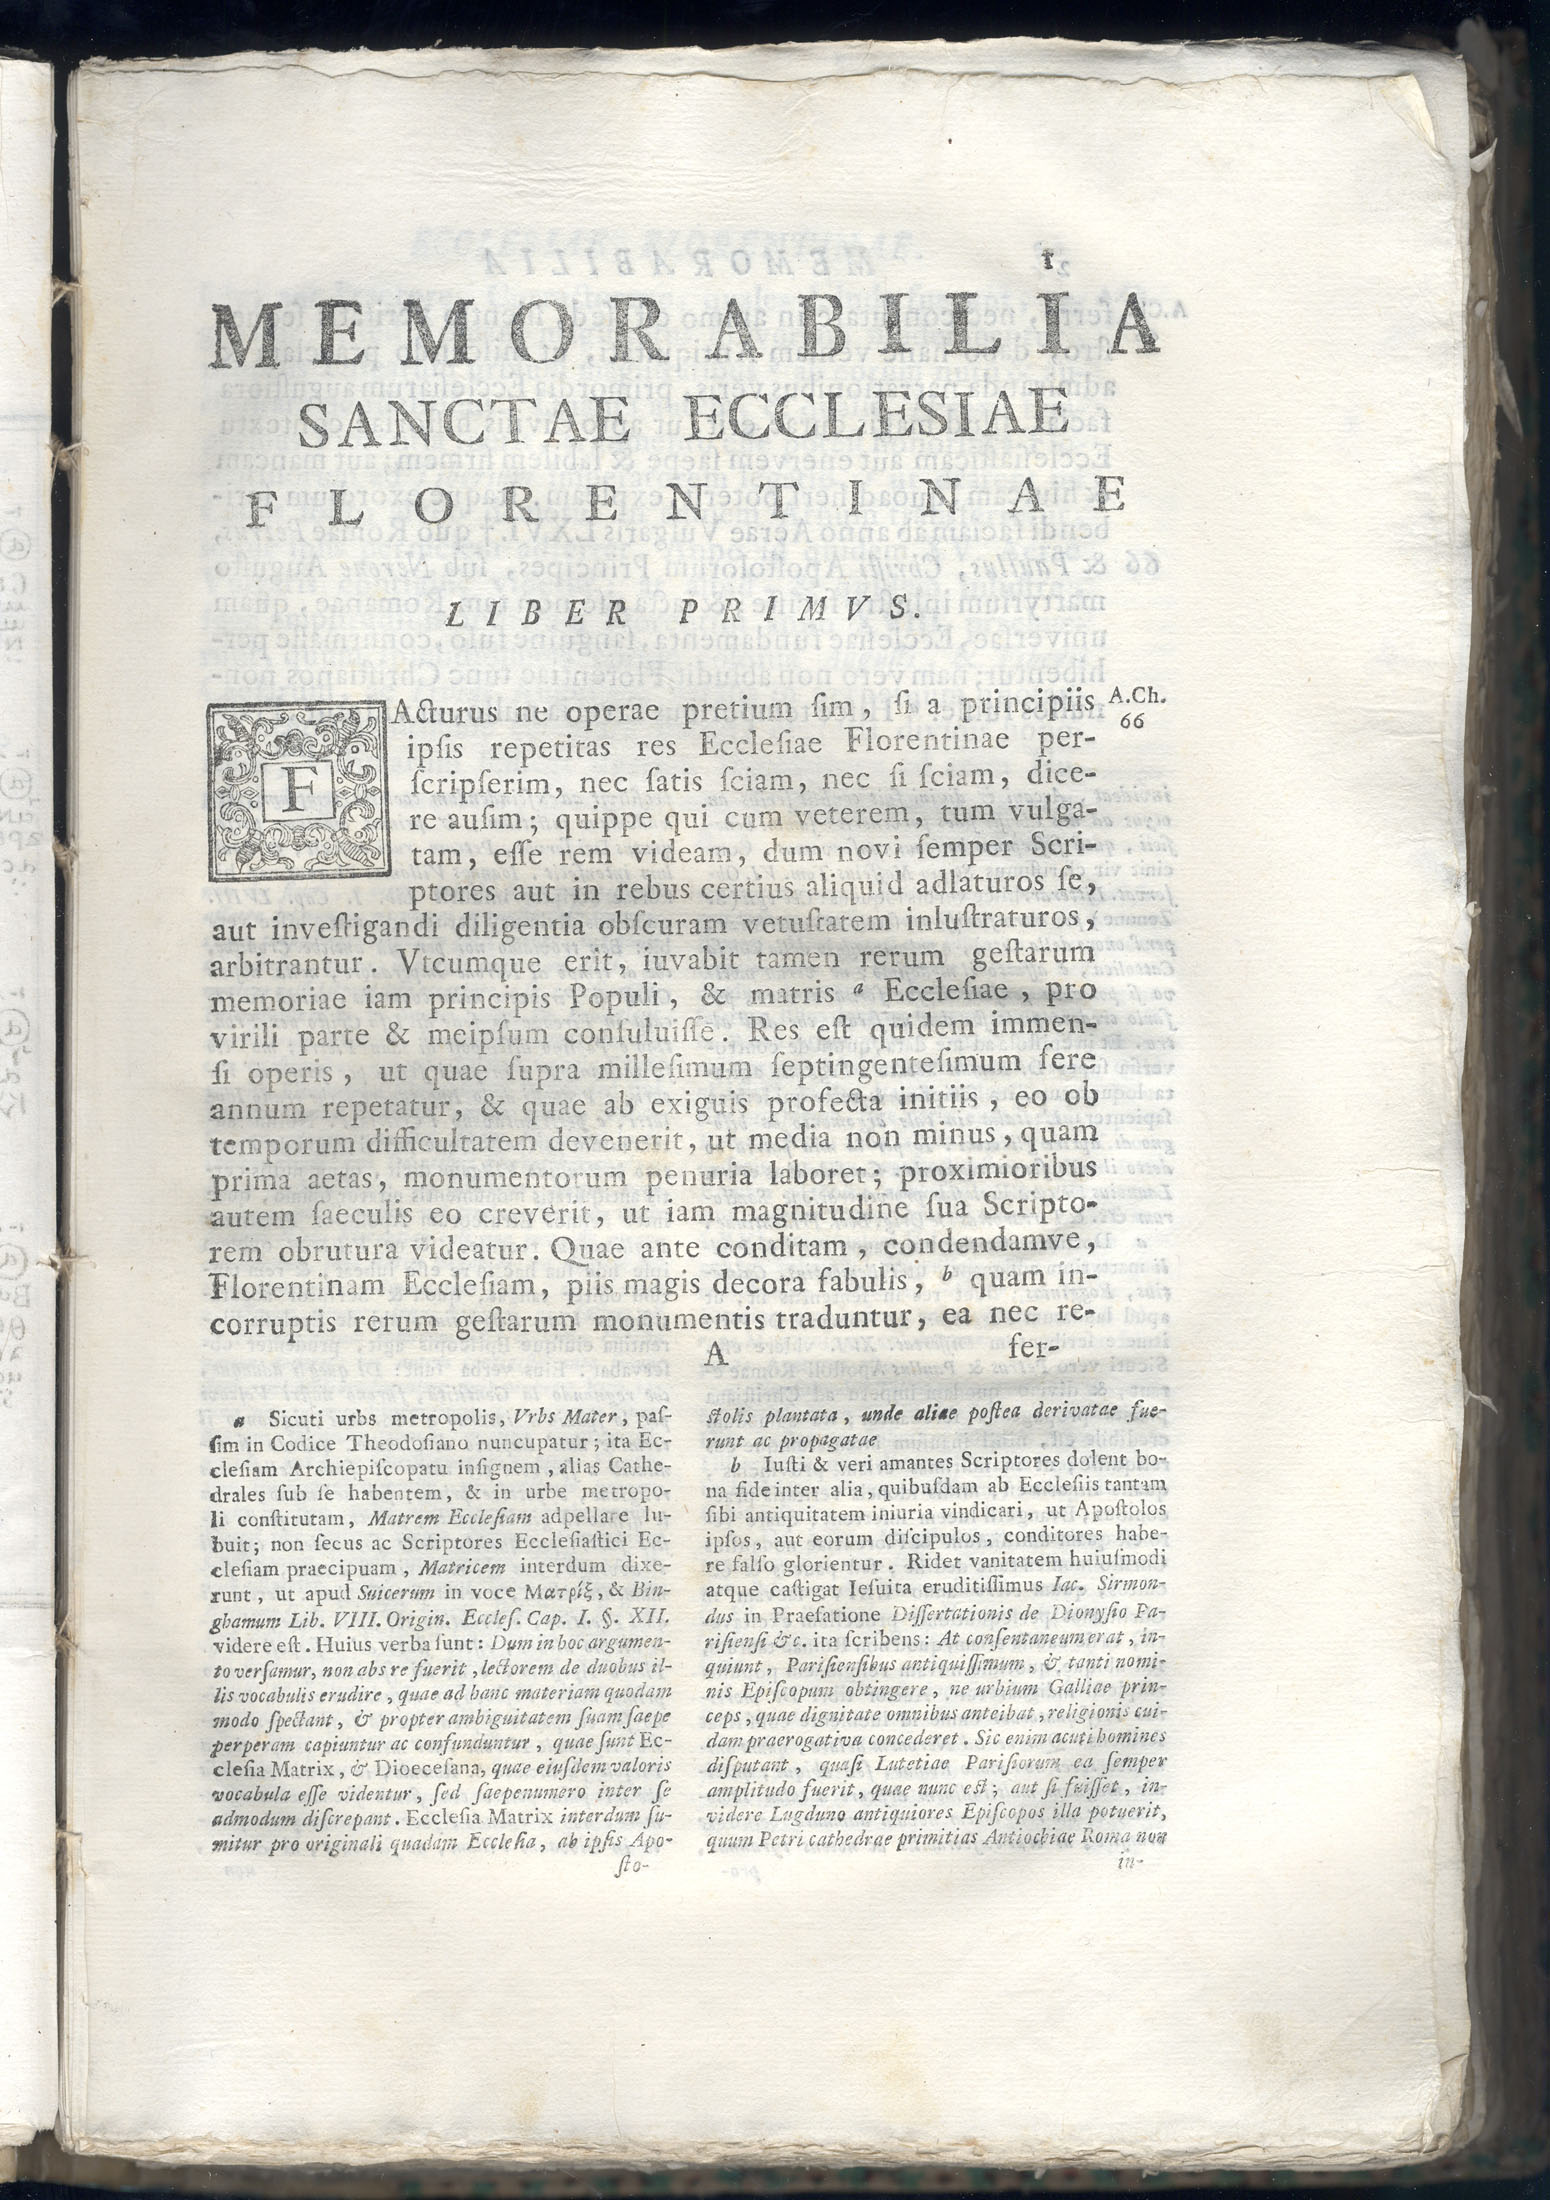 1
MEMORABILIA
SANCTAE ECCLESIAE
FLORENTINAE
LIBER PRIMVS.
FActurus ne operae pretium ſim, ſi a principiis
A.Ch.
66
ipſis repetitas res Eccleſiae Florentinae per-
ſcripſerim, nec ſatis ſciam, nec ſi ſciam, dice-
re auſim; quippe qui cum veterem, tum vulga-
tam, eſſe rem videam, dum novi ſemper Scri-
ptores aut in rebus certius aliquid adlaturos ſe,
aut inveſtigandi diligentia obſcuram vetuſtatem inluſtraturos,
arbitrantur. Vtcumque erit, iuvabit tamen rerum geſtarum
memoriae iam principis Populi, & matris a Eccleſiae, pro
virili parte & meipſum conſuluiſſe. Res eſt quidem immen-
ſi operis, ut quae ſupra milleſimum ſeptingenteſimum fere
annum repetatur, & quae ab exiguis profecta initiis, eo ob
temporum difficultatem devenerit, ut media non minus, quam
prima aetas, monumentorum penuria laboret; proximioribus
autem ſaeculis eo creverit, ut iam magnitudine ſua Scripto-
rem obrutura videatur. Quae ante conditam, condendamve,
Florentinam Eccleſiam, piis magis decora fabulis, b quam in-
corruptis rerum geſtarum monumentis traduntur, ea nec re-
A
fer-
a Sicuti urbs metropolis, Vrbs Mater, paſ-
ſim in Codice Theodoſiano nuncupatur; ita Ec-
cleſiam Archiepiſcopatu inſignem, alias Cathe-
drales ſub ſe habentem, & in urbe metropo-
li conſtitutam, Matrem Eccleſiam adpellare lu-
buit; non ſecus ac Scriptores Eccleſiaſtici Ec-
cleſiam praecipuam, Matricem interdum dixe-
runt, ut apud Suicerum in voce Ματρίξ, & Bin-
ghamum Lib. VIII. Origin. Eccleſ. Cap. I. §. XII.
videre eſt. Huius verba ſunt: Dum in hoc argumen-
to verſamur, non abs re fuerit, lectorem de duobus il-
lis vocabulis erudire, quae ad hanc materiam quodam
modo ſpectant, & propter ambiguitatem ſuam ſaepe
perperam capiuntur ac confunduntur, quae ſunt Ec-
cleſia Matrix, & Dioeceſana, quae eiuſdem valoris
vocabula eſſe videntur, ſed ſaepenumero inter ſe
admodum diſcrepant. Eccleſia Matrix interdum ſu-
mitur pro originali quadam Eccleſia, ab ipſis Apo-
ſto-
ſtolis plantata, unde aliae poſtea derivatae fue-
runt ac propagatae
b Iuſti & veri amantes Scriptores dolent bo-
na fide inter alia, quibuſdam ab Eccleſiis tantam
ſibi antiquitatem iniuria vindicari, ut Apoſtolos
ipſos, aut eorum diſcipulos, conditores habe-
re falſo glorientur. Ridet vanitatem huiuſmodi
atque caſtigat Ieſuita eruditiſſimus Iac. Sirmon-
dus in Praefatione Diſſertationis de Dionyſio Pa-
riſienſi &c. ita ſcribens: At conſentaneum erat, in-
quiunt, Pariſienſibus antiquiſſimum, & tanti nomi-
nis Epiſcopum obtingere, ne urbium Galliae prin-
ceps, quae dignitate omnibus anteibat, religionis cui-
dam praerogativa concederet. Sic enim acuti homines
diſputant, quaſi Lutetiae Pariſiorum ea ſemper
amplitudo fuerit, quae nunc eſt; aut ſi fuiſſet, in-
videre Lugduno antiquiores Epiſcopos illa potuerit,
quum Petri cathedrae primitias Antiochiae Roma non
in-